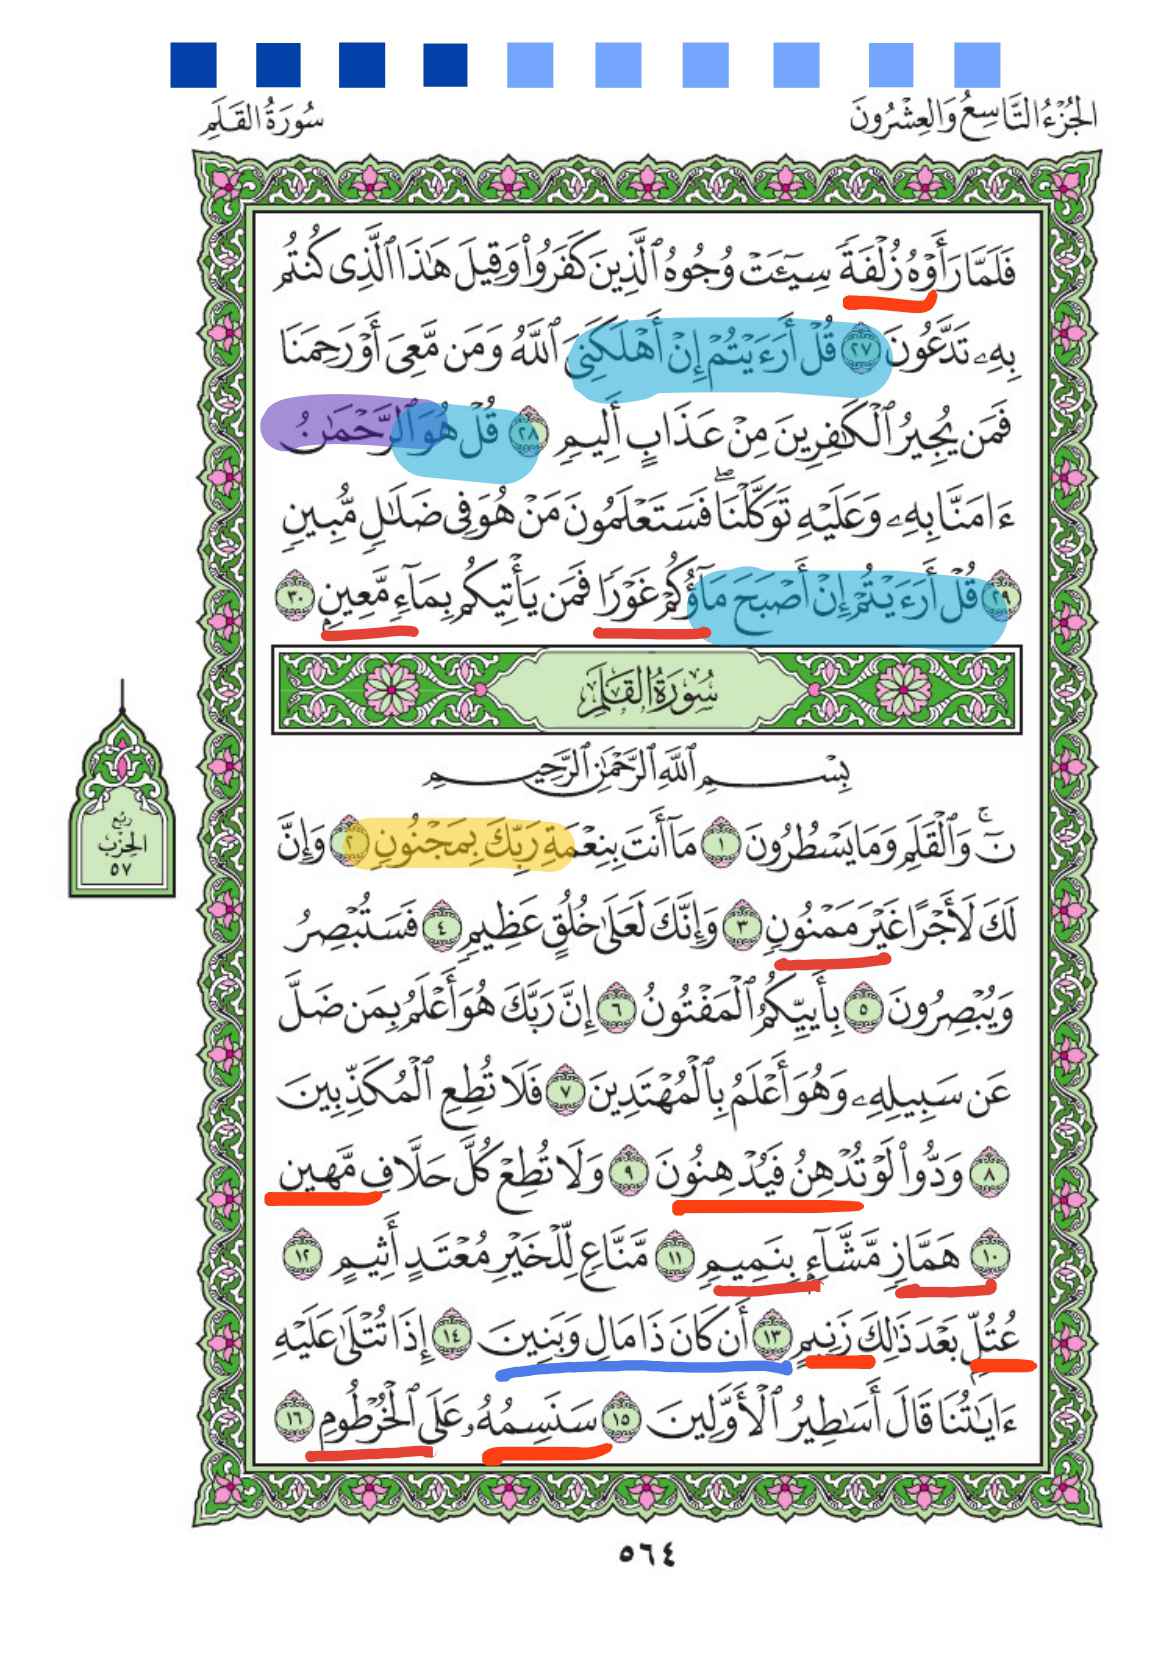 الجُزْءُ التَّاسِعُ وَالعِشْرُونَ
سُورَةُ القَلَمِ
فَلَمَّا رَأَوْهُ زُلْفَةً سِيٓـَٔتْ وُجُوهُ ٱلَّذِينَ كَفَرُوا۟ وَقِيلَ هَٰذَا ٱلَّذِى كُنتُم
بِهِۦ تَدَّعُونَ ٢٧ قُلْ أَرَءَيْتُمْ إِنْ أَهْلَكَنِىَ ٱللَّهُ وَمَن مَّعِىَ أَوْ رَحِمَنَا
فَمَن يُجِيرُ ٱلْكَٰفِرِينَ مِنْ عَذَابٍ أَلِيمٍ ٢٨ قُلْ هُوَ ٱلرَّحْمَٰنُ
ءَامَنَّا بِهِۦ وَعَلَيْهِ تَوَكَّلْنَا ۖ فَسَتَعْلَمُونَ مَنْ هُوَ فِى ضَلَٰلٍ مُّبِينٍ
٢٩ قُلْ أَرَءَيْتُمْ إِنْ أَصْبَحَ مَآؤُكُمْ غَوْرًا فَمَن يَأْتِيكُم بِمَآءٍ مَّعِينٍۭ ٣٠
سُورَةُ القَلَمِ
بِسْمِ ٱللَّهِ ٱلرَّحْمَٰنِ ٱلرَّحِيمِ
نٓ ۚ وَٱلْقَلَمِ وَمَا يَسْطُرُونَ ١ مَآ أَنتَ بِنِعْمَةِ رَبِّكَ بِمَجْنُونٍ ٢ وَإِنَّ
لَكَ لَأَجْرًا غَيْرَ مَمْنُونٍ ٣ وَإِنَّكَ لَعَلَىٰ خُلُقٍ عَظِيمٍ ٤ فَسَتُبْصِرُ
وَيُبْصِرُونَ ٥ بِأَييِّكُمُ ٱلْمَفْتُونُ ٦ إِنَّ رَبَّكَ هُوَ أَعْلَمُ بِمَن ضَلَّ
عَن سَبِيلِهِۦ وَهُوَ أَعْلَمُ بِٱلْمُهْتَدِينَ ٧ فَلَا تُطِعِ ٱلْمُكَذِّبِينَ
٨ وَدُّوا۟ لَوْ تُدْهِنُ فَيُدْهِنُونَ ٩ وَلَا تُطِعْ كُلَّ حَلَّافٍ مَّهِينٍ
١٠ هَمَّازٍ مَّشَّآءٍۭ بِنَمِيمٍ ١١ مَّنَّاعٍ لِّلْخَيْرِ مُعْتَدٍ أَثِيمٍ ١٢
عُتُلٍّۭ بَعْدَ ذَٰلِكَ زَنِيمٍ ١٣ أَن كَانَ ذَا مَالٍ وَبَنِينَ ١٤ إِذَا تُتْلَىٰ عَلَيْهِ
ءَايَٰتُنَا قَالَ أَسَٰطِيرُ ٱلْأَوَّلِينَ ١٥ سَنَسِمُهُۥ عَلَى ٱلْخُرْطُومِ ١٦
ربع
الحزب
٥٧
٥٦٤